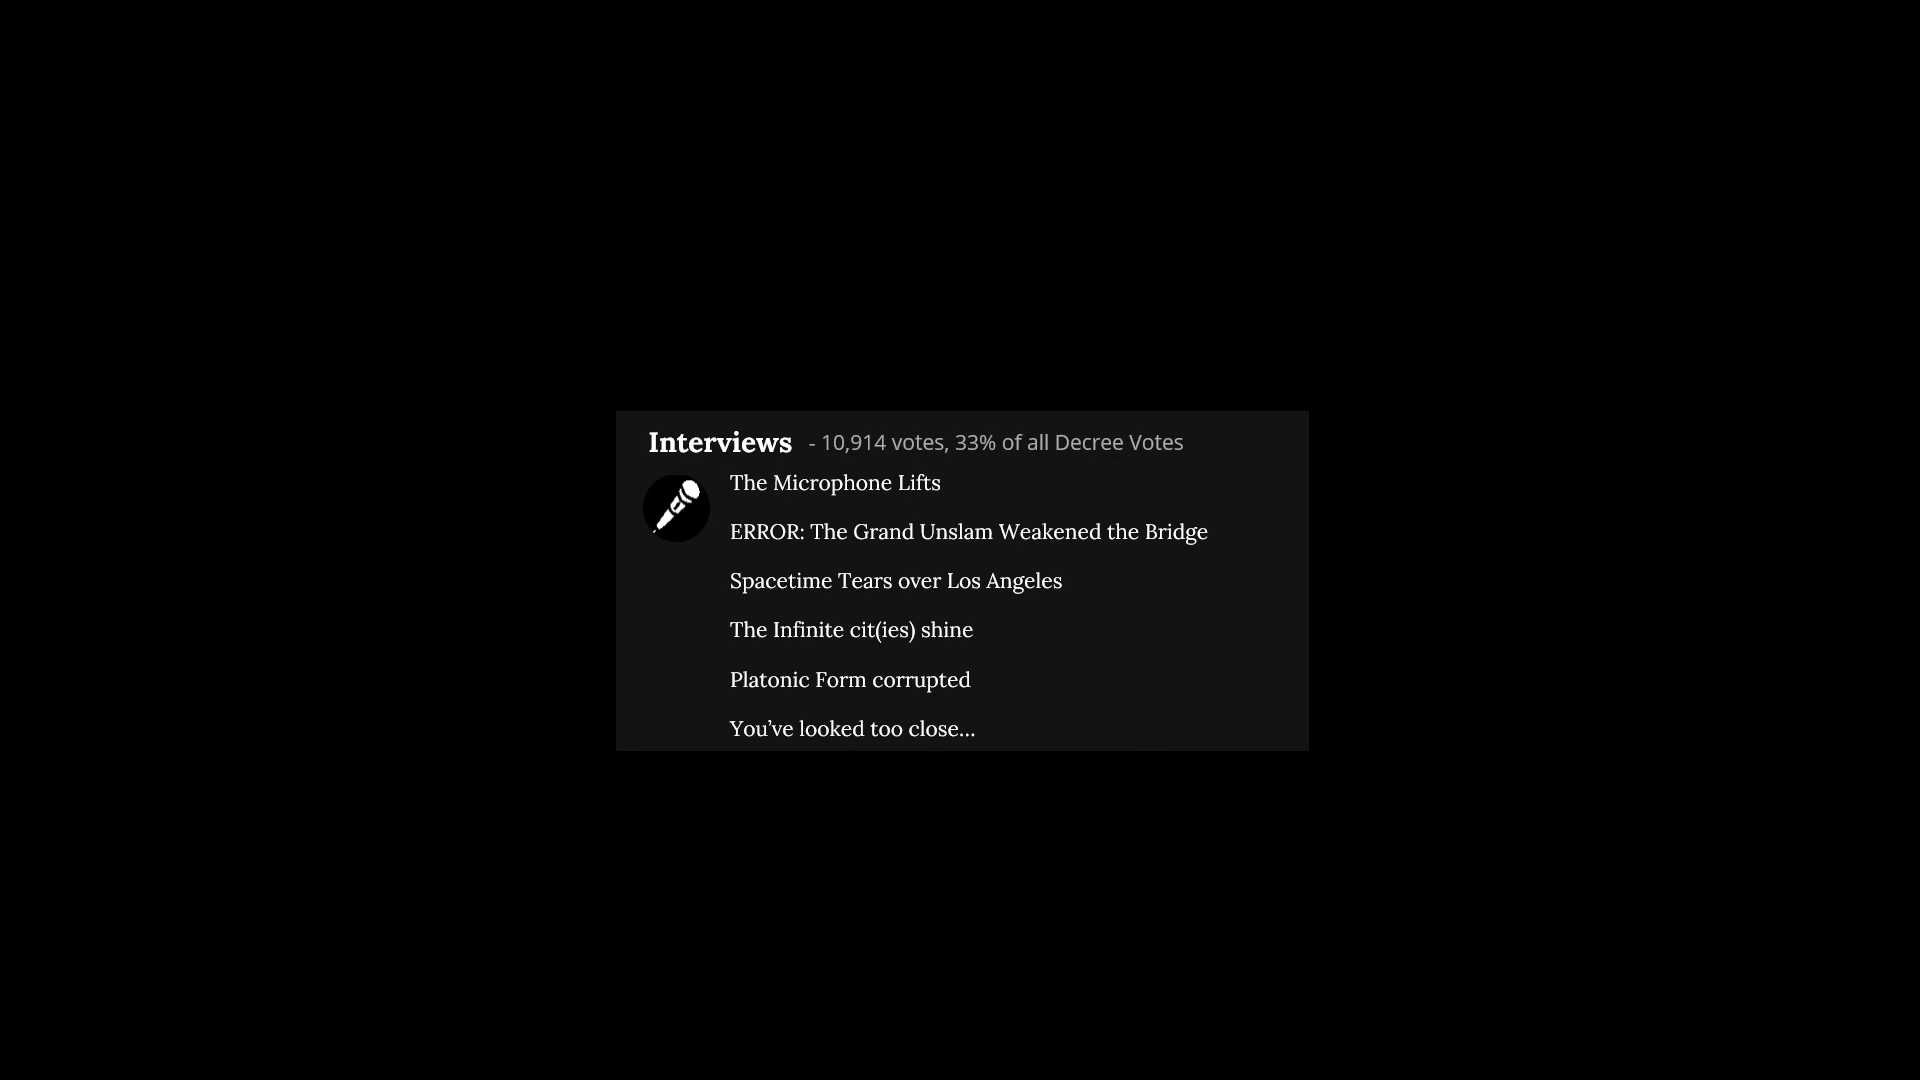 Interviews - 10,914 votes, 33% of all Decree Votes
The Microphone Lifts
ERROR: The Grand Unslam Weakened the Bridge
Spacetime Tears over Los Angeles
The Infinite cit(ies) shine
Platonic Form corrupted
You’ve looked too close...